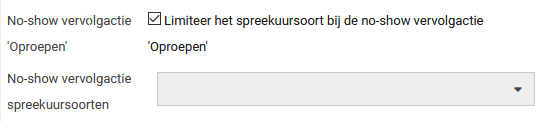 No-show vervolgactie
'Oproepen'
Limiteer het spreekuursoort bij de no-show vervolgactie
'Oproepen'
No-show vervolgactie
spreekuursoorten